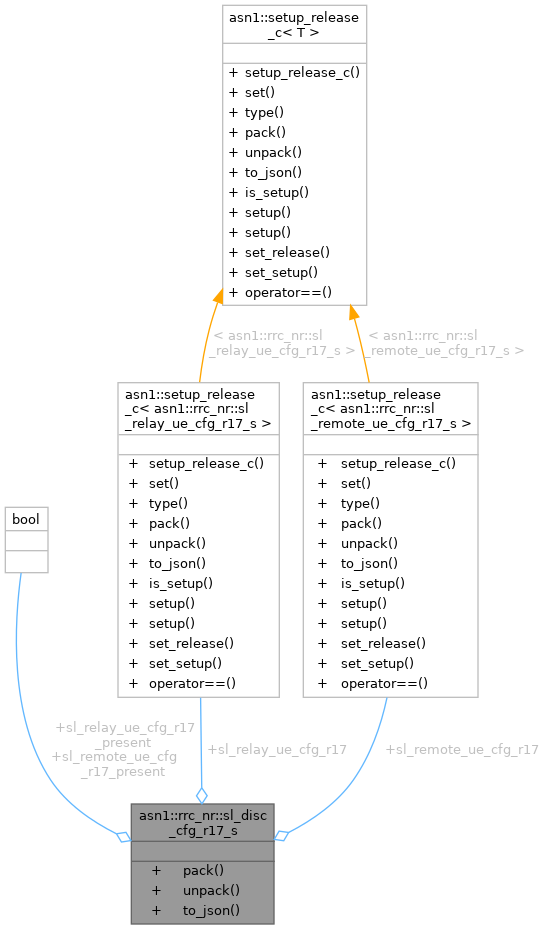 asn1::setup_release
_c< T >
+ setup_release_c()
+ set()
+ type()
+ pack()
+ unpack()
+ to_json()
+ is_setup()
+ setup()
+ setup()
+ set_release()
+ set_setup()
+ operator==()
< asn1::rrc_nr::sl
_relay_ue_cfg_r17_s >
< asn1::rrc_nr::sl
_remote_ue_cfg_r17_s >
asn1::setup_release
_c< asn1::rrc_nr::sl
_relay_ue_cfg_r17_s >
+ setup_release_c()
+ set()
+ type()
+ pack()
+ unpack()
+ to_json()
+ is_setup()
+ setup()
+ setup()
+ set_release()
+ set_setup()
+ operator==()
asn1::setup_release
_c< asn1::rrc_nr::sl
_remote_ue_cfg_r17_s >
+ setup_release_c()
+ set()
+ type()
+ pack()
+ unpack()
+ to_json()
+ is_setup()
+ setup()
+ setup()
+ set_release()
+ set_setup()
+ operator==()
bool
+sl_relay_ue_cfg_r17
_present
+sl_remote_ue_cfg
_r17_present
+sl_relay_ue_cfg_r17
+sl_remote_ue_cfg_r17
asn1::rrc_nr::sl_disc
_cfg_r17_s
+ pack()
+ unpack()
+ to_json()